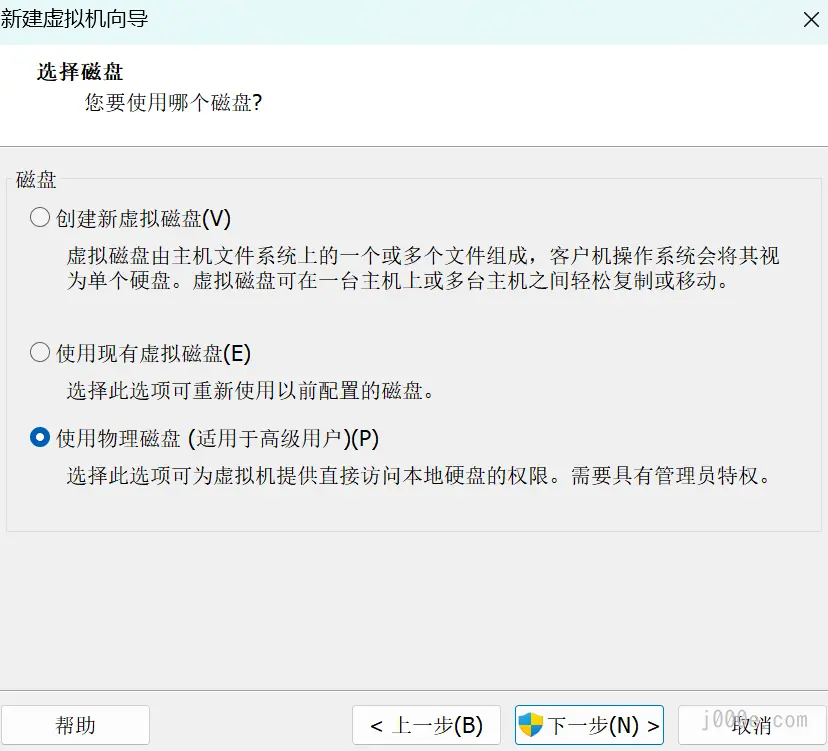 新建虚拟机向导
选择磁盘
您要使用哪个磁盘?
磁盘
创建新虚拟磁盘(V)
虚拟磁盘由主机文件系统上的一个或多个文件组成，客户机操作系统会将其视
为单个硬盘。虚拟磁盘可在一台主机上或多台主机之间轻松复制或移动。
使用现有虚拟磁盘(E)
选择此选项可重新使用以前配置的磁盘。
使用物理磁盘 (适用于高级用户)(P)
选择此选项可为虚拟机提供直接访问本地硬盘的权限。需要具有管理员特权。
帮助
< 上一步(B)
下一步(N) >
取消